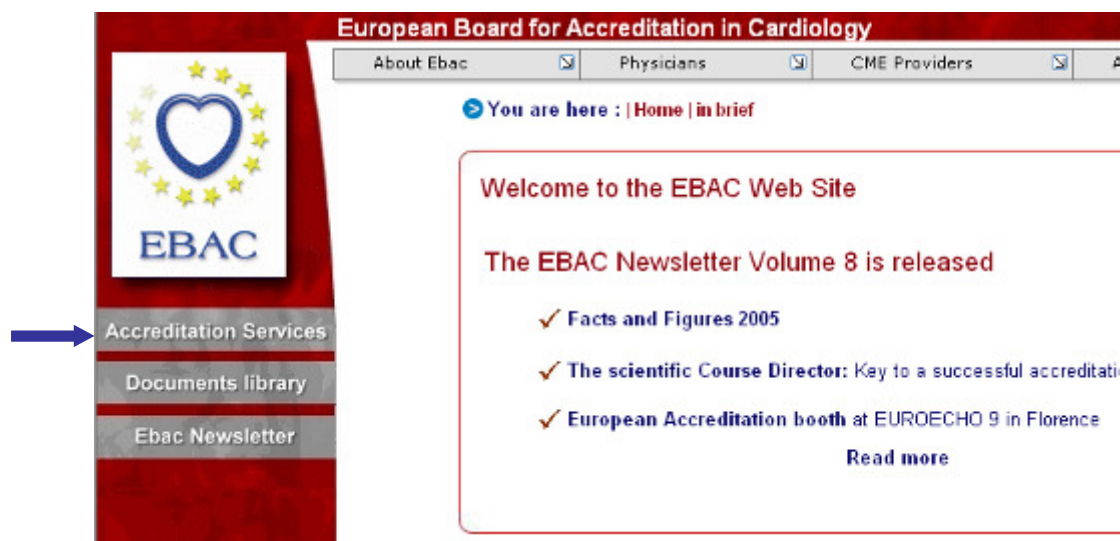 European Board for Accreditation in Cardiology
About Ebac
Physicians
CME Providers
A
You are here : | Home | in brief
EBAC
Welcome to the EBAC Web Site
The EBAC Newsletter Volume 8 is released
Accreditation Services
Facts and Figures 2005
Documents library
The scientific Course Director: Key to a successful accreditati
Ebac Newsletter
European Accreditation booth at EUROECHO 9 in Florence
Read more